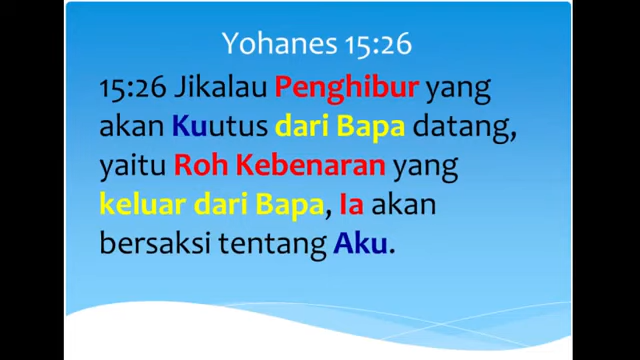 Yohanes 15:26
15:26 Jikalau Penghibur yang
akan Kuutus dari Bapa datang,
yaitu Roh Kebenaran yang
keluar dari Bapa, Ia akan
bersaksi tentang Aku.